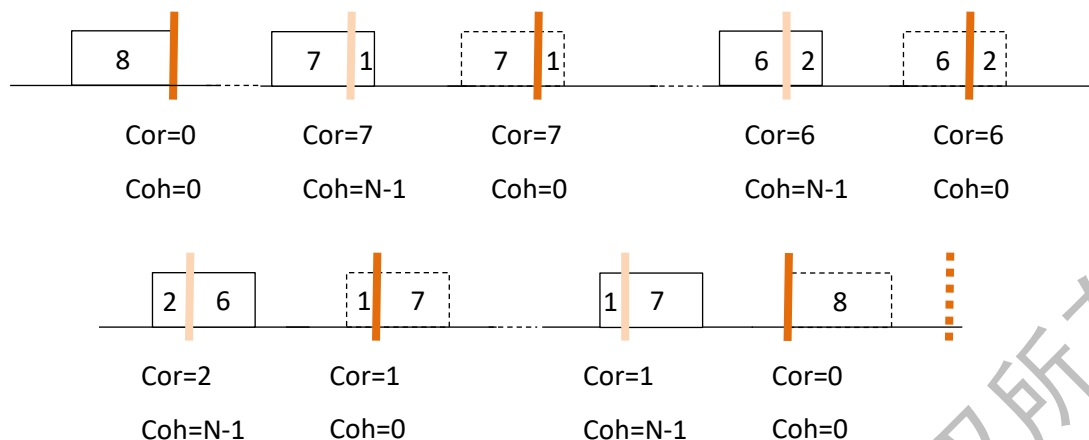 8 7 1 7 1 6 2 6 2
Cor=0 Cor=7 Cor=7 Cor=6 Cor=6
Coh=0 Coh=N-1 Coh=0 Coh=N-1 Coh=0
2 6 1 7 1 7 8
Cor=2 Cor=1 Cor=1 Cor=0
Coh=N-1 Coh=0 Coh=N-1 Coh=0
所